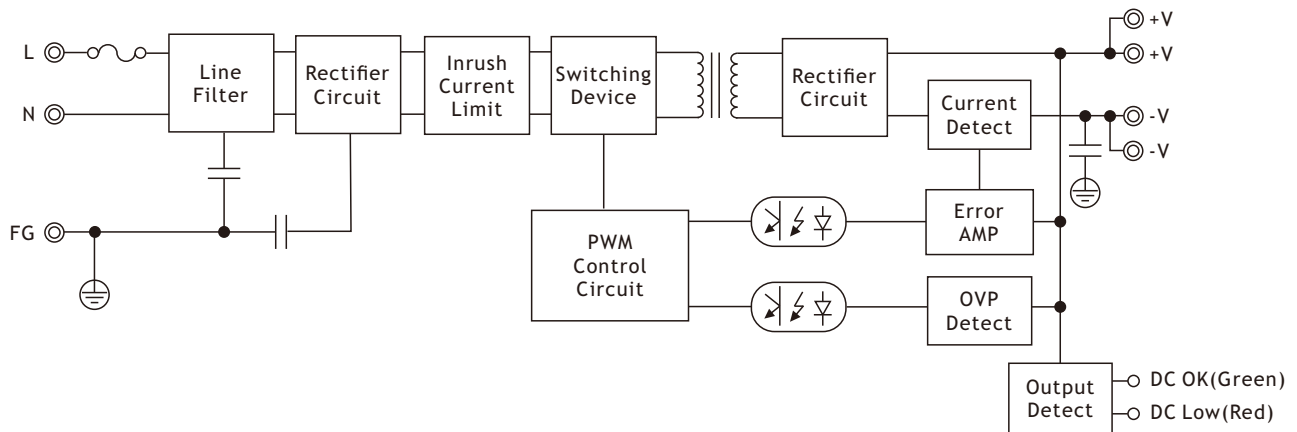 +V
L
+V
Line
Filter
Rectifier
Circuit
Inrush
Current
Limit
Switching
Device
Rectifier
Circuit
Current
Detect
N
-V
-V
FG
PWM
Control
Circuit
Error
AMP
OVP
Detect
Output
Detect
DC OK(Green)
DC Low(Red)